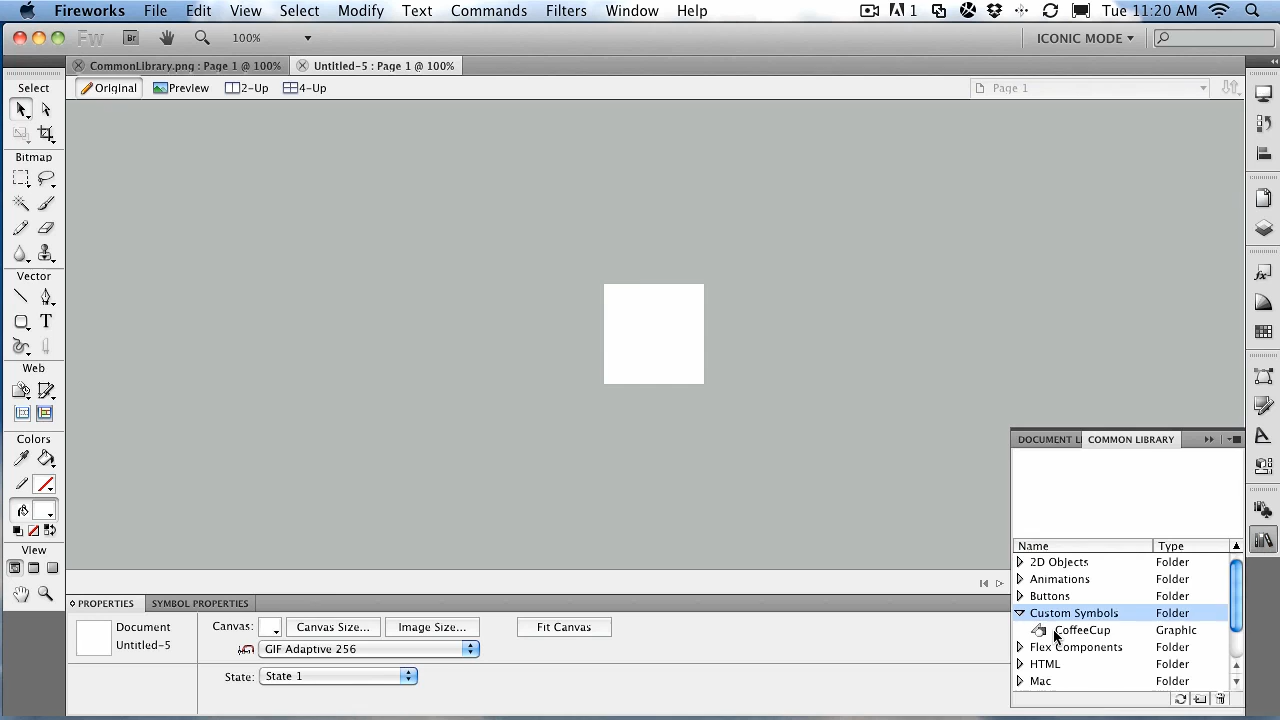 Fireworks File Edit View Select Modify Text Commands Filters Window Help 1 Tue 11:20 AM
Fw Br 100% ICONIC MODE
CommonLibrary.png : Page 1 @ 100% Untitled-5 : Page 1 @ 100%
Original Preview 2-Up 4-Up Page 1
Select
Bitmap
Vector
T
Web
Colors
View
DOCUMENT L COMMON LIBRARY
Name Type
2D Objects Folder
Animations Folder
Buttons Folder
Custom Symbols Folder
CoffeeCup Graphic
Flex Components Folder
HTML Folder
Mac Folder
PROPERTIES SYMBOL PROPERTIES
Document
Untitled-5
Canvas: Canvas Size... Image Size... Fit Canvas
GIF Adaptive 256
State: State 1